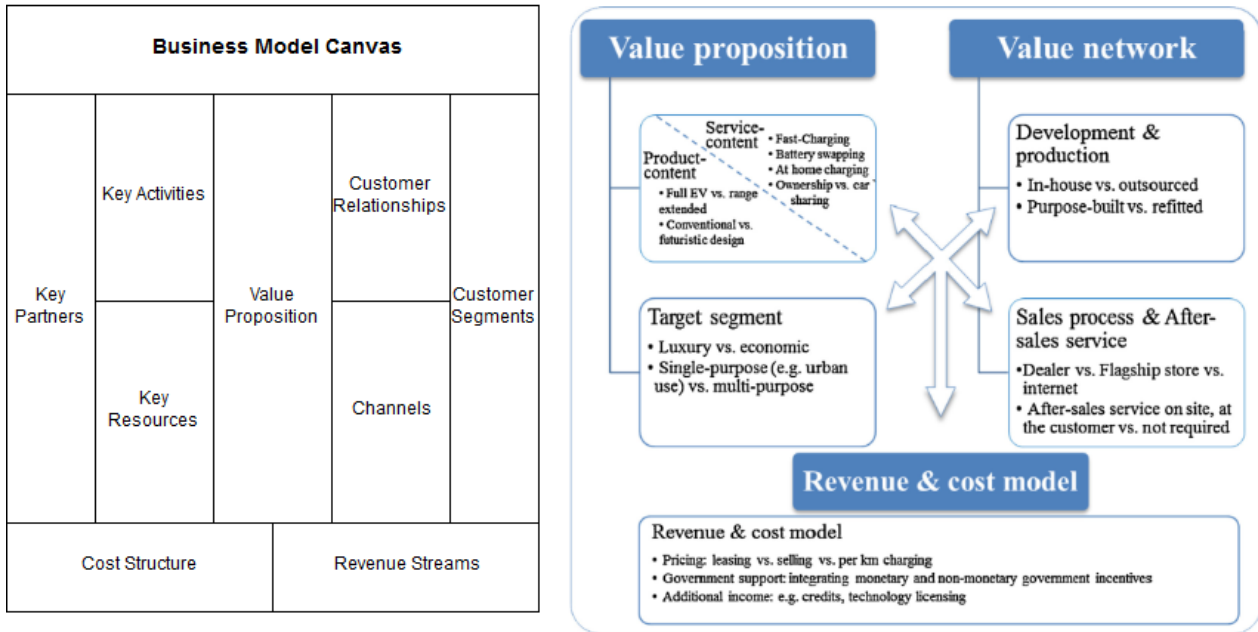 Business Model Canvas
Key
Partners
Key Activities
Key
Resources
Value
Proposition
Customer
Relationships
Channels
Customer
Segments
Cost Structure
Revenue Streams
Value proposition
Service-
content
• Fast-Charging
• Battery swapping
• At home charging
• Ownership vs. car
sharing
Product-
content
• Full EV vs. range
extended
• Conventional vs.
futuristic design
Target segment
• Luxury vs. economic
• Single-purpose (e.g. urban
use) vs. multi-purpose
Value network
Development &
production
• In-house vs. outsourced
• Purpose-built vs. refitted
Sales process & After-
sales service
•Dealer vs. Flagship store vs.
internet
• After-sales service on site, at
the customer vs. not required
Revenue & cost model
Revenue & cost model
• Pricing: leasing vs. selling vs. per km charging
• Government support: integrating monetary and non-monetary government incentives
• Additional income: e.g. credits, technology licensing